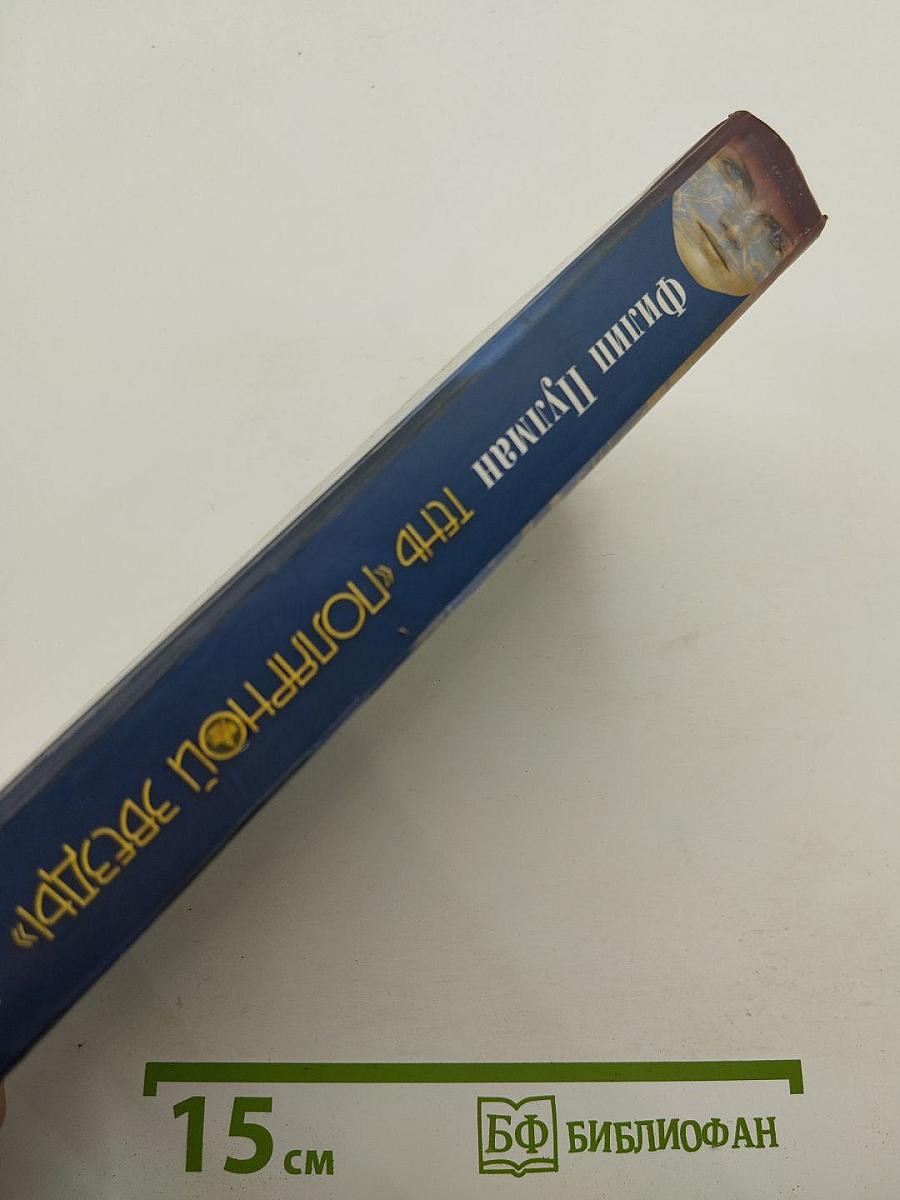 Филип Пулман
ТЕНЬ «ПОЛЯРНОЙ ЗВЕЗДЫ»
15 см
БФ БИБЛИОФАН